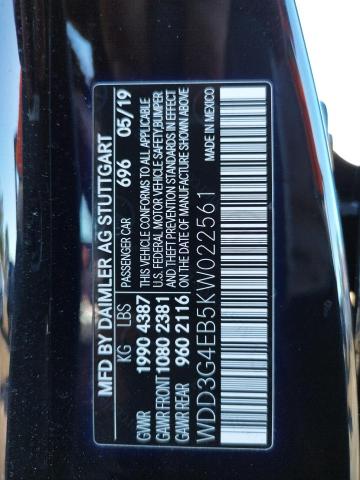 MFD BY DAIMLER AG STUTTGART
KG LBS PASSENGER CAR 696 05/19
GVWR 1990 4387 THIS VEHICLE CONFORMS TO ALL APPLICABLE
GAWR FRONT 1080 2381 U.S. FEDERAL MOTOR VEHICLE SAFETY, BUMPER
AND THEFT PREVENTION STANDARDS IN EFFECT
GAWR REAR 960 2116 ON THE DATE OF MANUFACTURE SHOWN ABOVE
WDD3G4EB5KW022561 MADE IN MEXICO